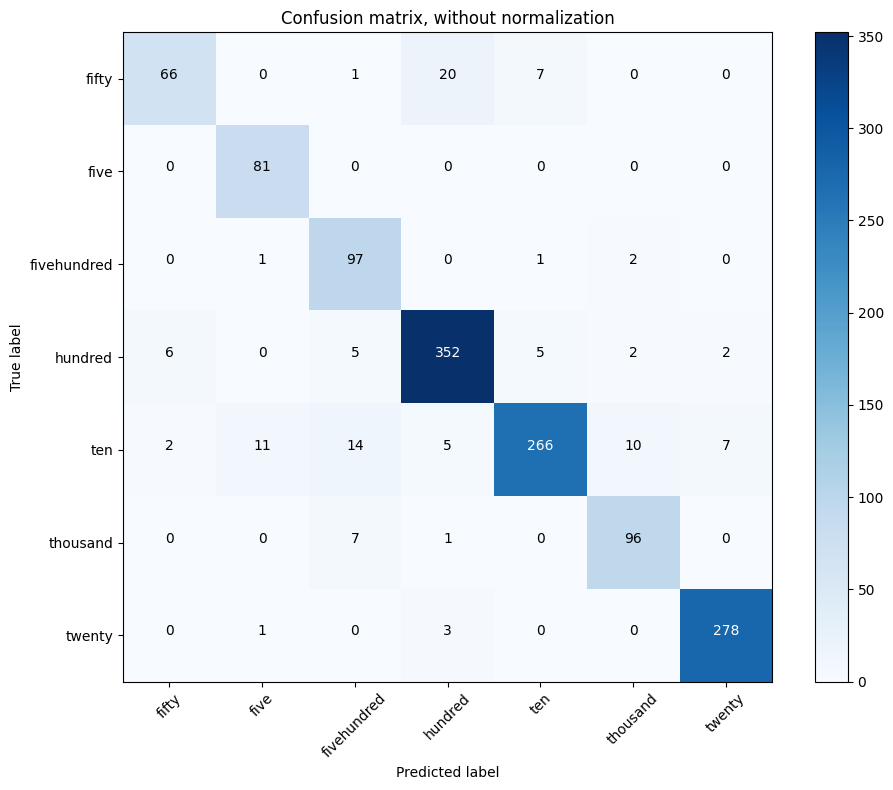 Confusion matrix, without normalization
fifty 66 0 1 20 7 0 0
five 0 81 0 0 0 0 0
fivehundred 0 1 97 0 1 2 0
hundred 6 0 5 352 5 2 2
ten 2 11 14 5 266 10 7
thousand 0 0 7 1 0 96 0
twenty 0 1 0 3 0 0 278
fifty five fivehundred hundred ten thousand twenty
Predicted label
True label
350
300
250
200
150
100
50
0